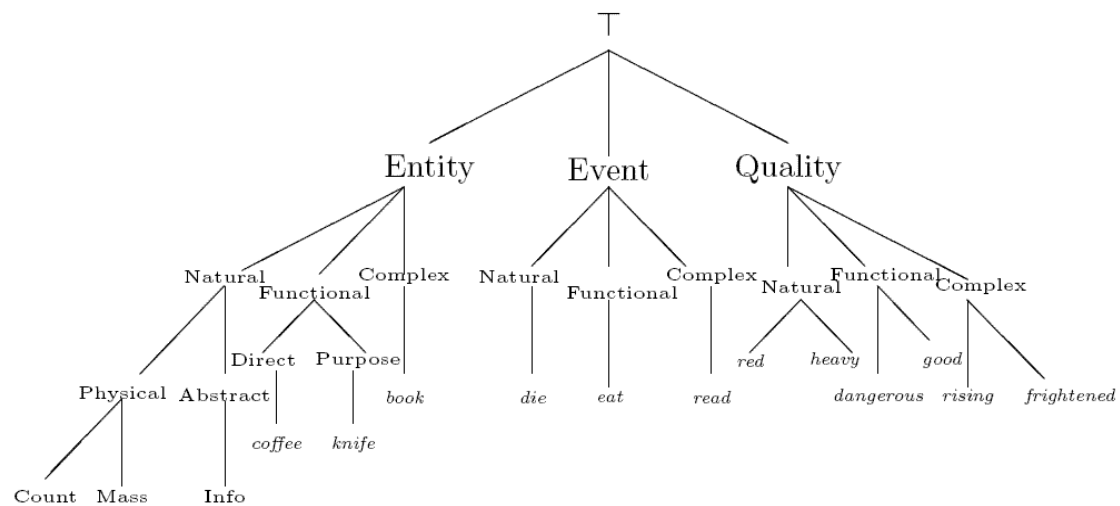 ⊤
Entity Event Quality
Natural Functional Complex Natural Functional Complex Natural Functional Complex
Direct Purpose red heavy good
Physical Abstract book die eat read dangerous rising frightened
coffee knife
Count Mass Info